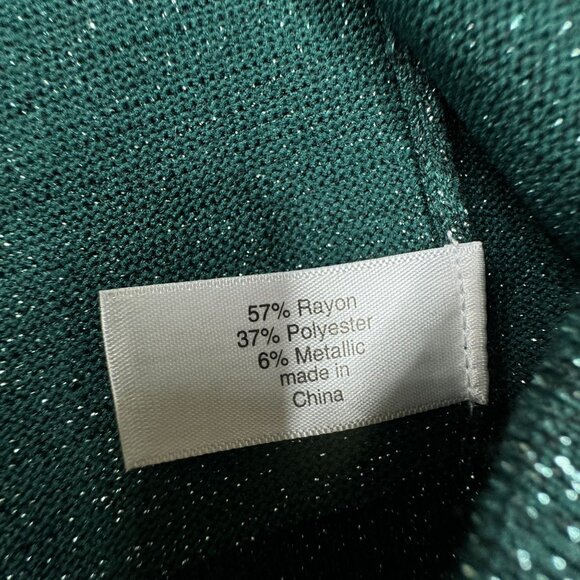 57% Rayon
37% Polyester
6% Metallic
made in
China